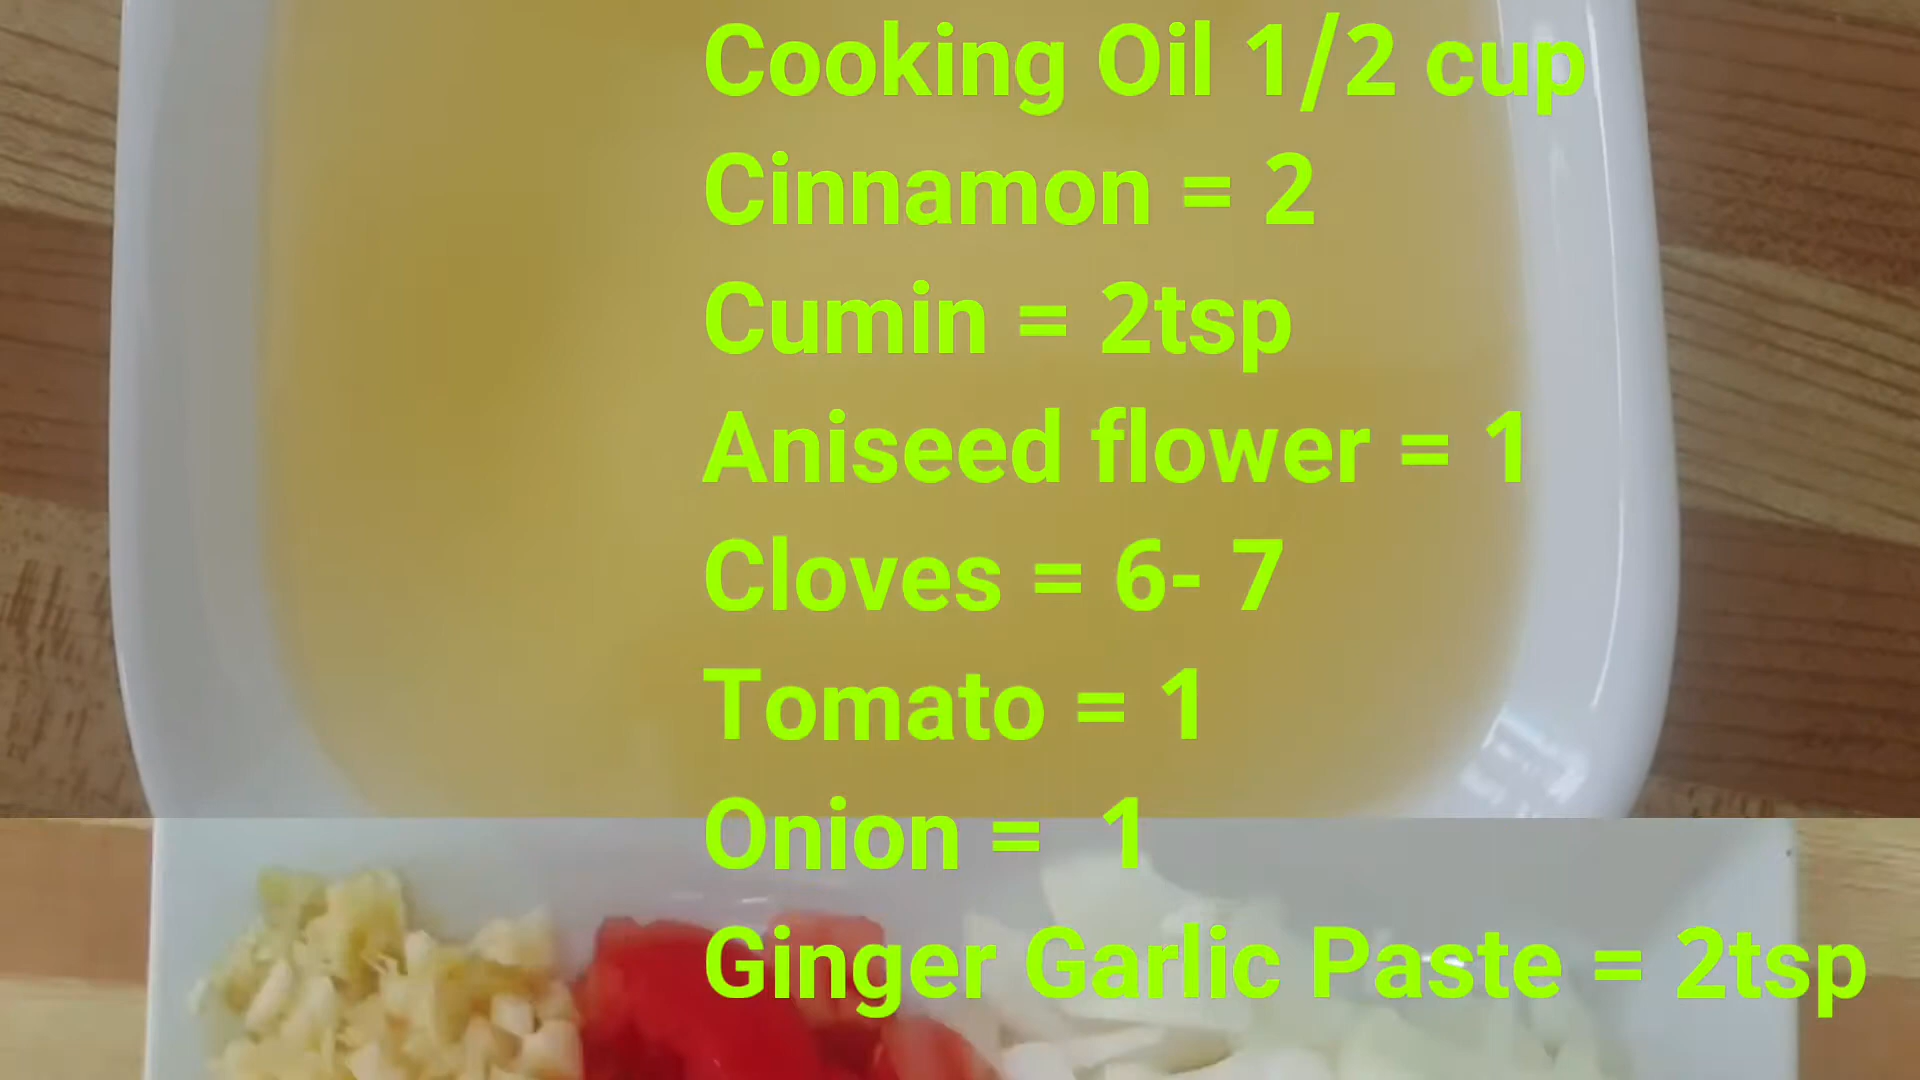 Cooking Oil 1/2 cup
Cinnamon = 2
Cumin = 2tsp
Aniseed flower = 1
Cloves = 6- 7
Tomato = 1
Onion =  1
Ginger Garlic Paste = 2tsp